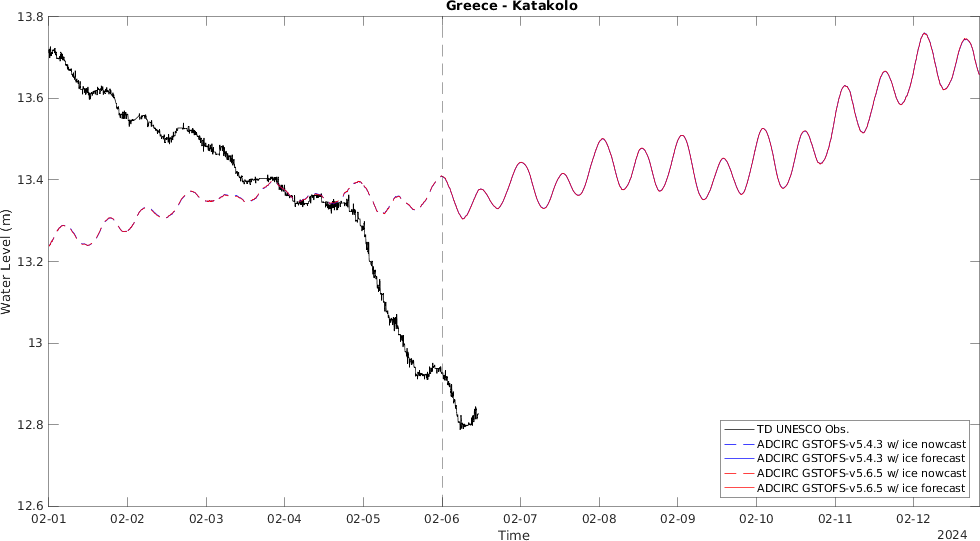 Greece - Katakolo
13.8
13.6
13.4
13.2
13
12.8
12.6
Water Level (m)
02-01 02-02 02-03 02-04 02-05 02-06 02-07 02-08 02-09 02-10 02-11 02-12
Time
2024
TD UNESCO Obs.
ADCIRC GSTOFS-v5.4.3 w/ ice nowcast
ADCIRC GSTOFS-v5.4.3 w/ ice forecast
ADCIRC GSTOFS-v5.6.5 w/ ice nowcast
ADCIRC GSTOFS-v5.6.5 w/ ice forecast